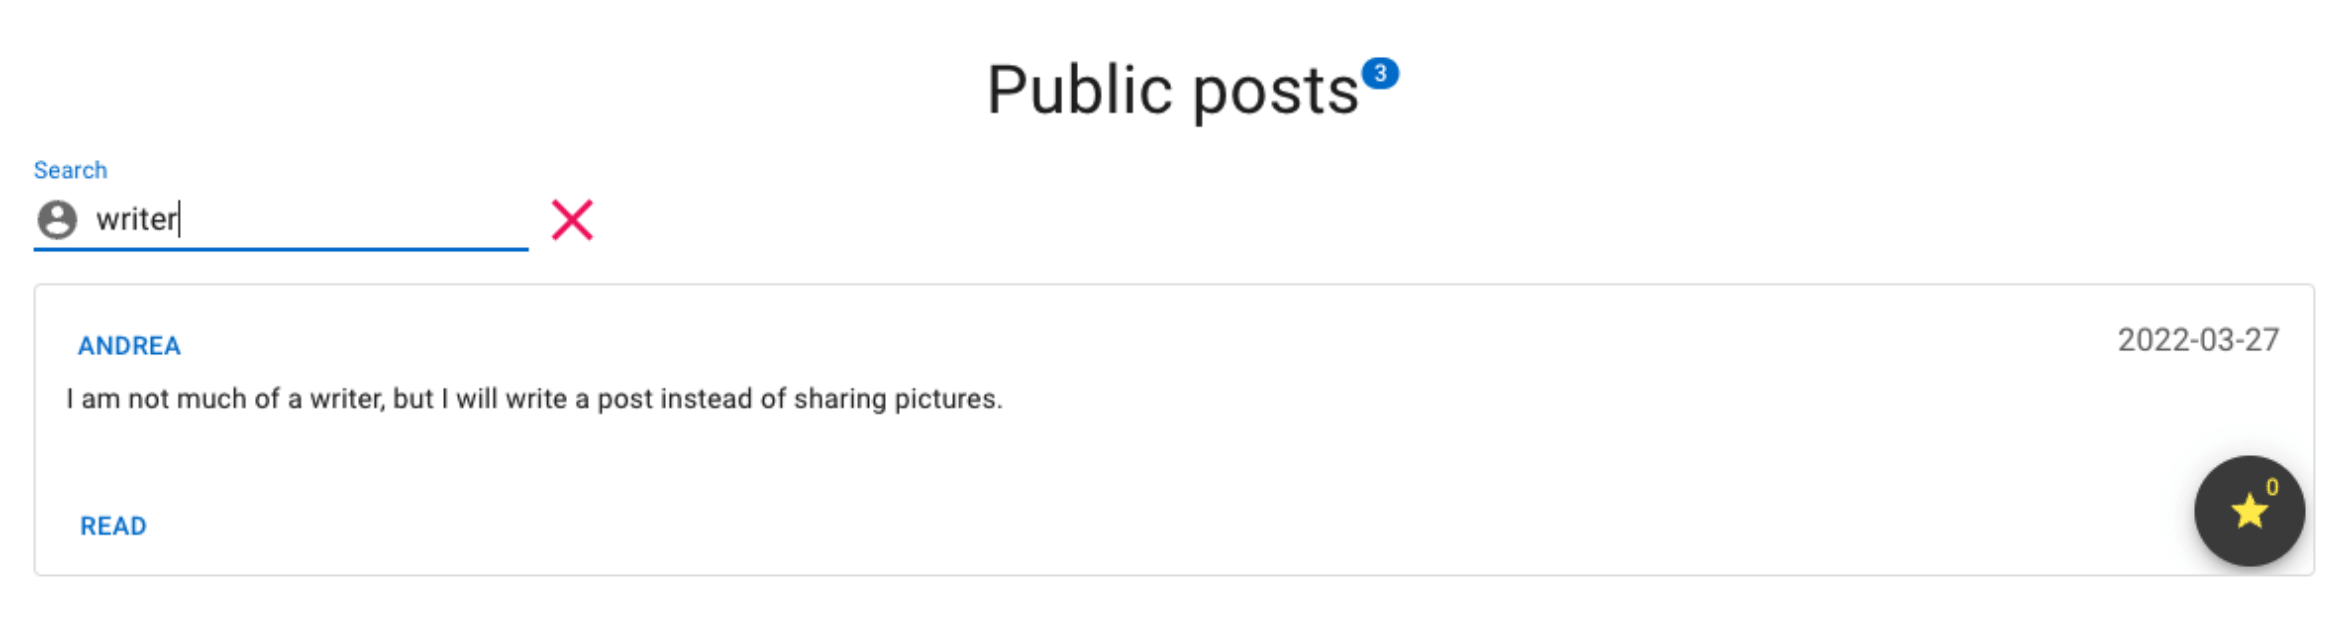 Public posts 3
Search
writer
ANDREA
2022-03-27
I am not much of a writer, but I will write a post instead of sharing pictures.
0
READ